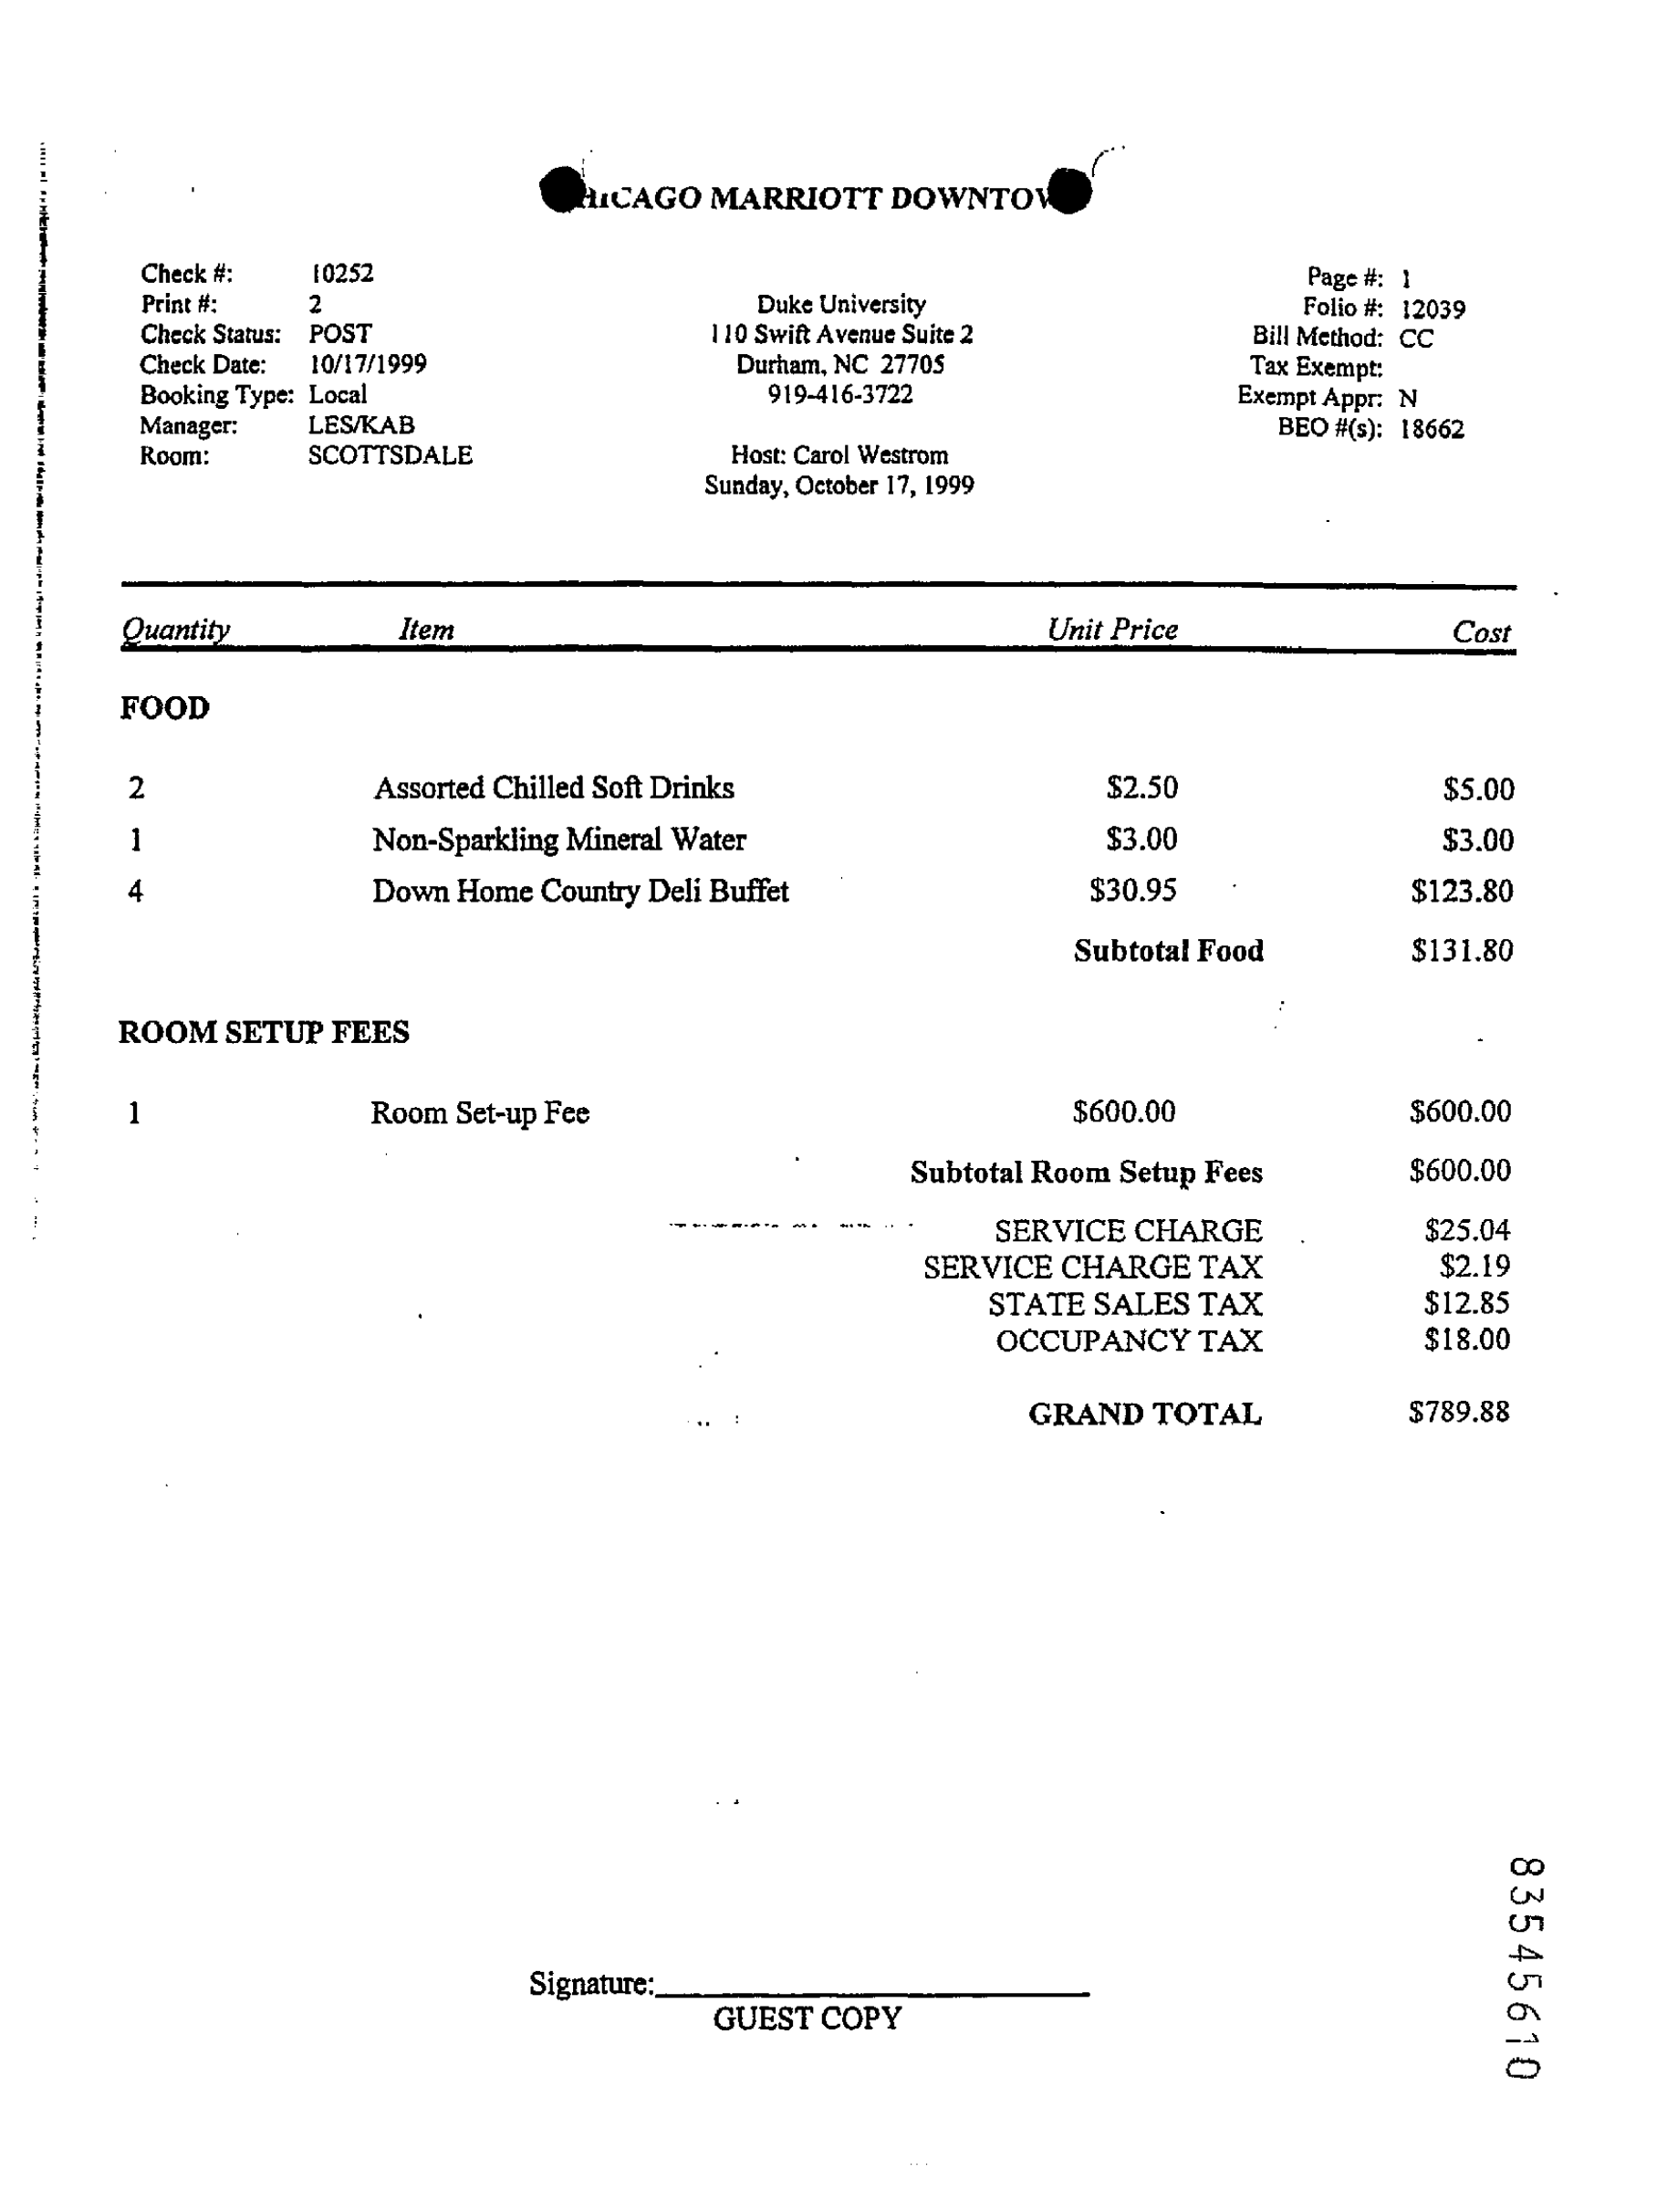 CHICAGO MARRIOTT DOWNTOW
Check #: 10252
Print #: 2
Check Status: POST
Check Date: 10/17/1999
Booking Type: Local
Manager: LES/KAB
Room: SCOTTSDALE
Duke University
110 Swift Avenue Suite 2
Durham, NC 27705
919-416-3722
Host: Carol Westrom
Sunday, October 17, 1999
Page #: 1
Folio #: 12039
Bill Method: CC
Tax Exempt:
Exempt Appr: N
BEO #(s): 18662
Quantity Item Unit Price Cost
FOOD
2 Assorted Chilled Soft Drinks $2.50 $5.00
1 Non-Sparkling Mineral Water $3.00 $3.00
4 Down Home Country Deli Buffet $30.95 $123.80
Subtotal Food $131.80
ROOM SETUP FEES
1 Room Set-up Fee $600.00 $600.00
Subtotal Room Setup Fees $600.00
SERVICE CHARGE $25.04
SERVICE CHARGE TAX $2.19
STATE SALES TAX $12.85
OCCUPANCY TAX $18.00
GRAND TOTAL $789.88
Signature:
GUEST COPY
83545610